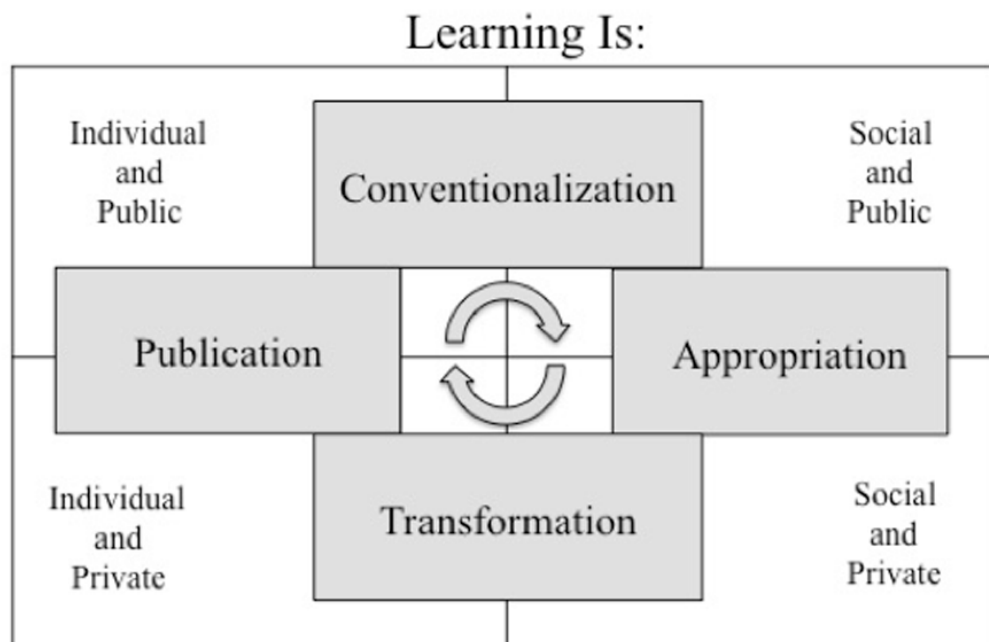 Learning Is:
Individual
and
Public
Conventionalization
Social
and
Public
Publication
Appropriation
Individual
and
Private
Transformation
Social
and
Private